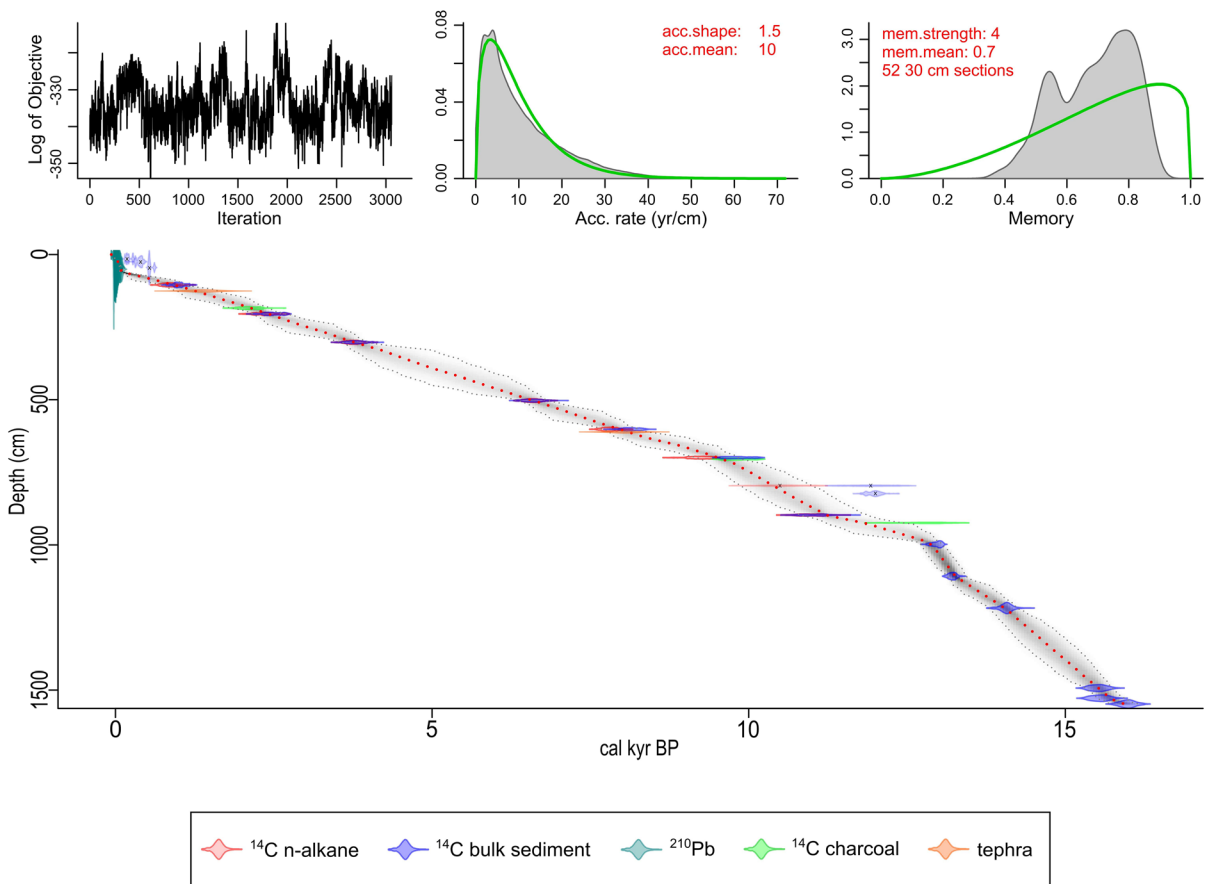 Log of Objective
-330
-350
0 500 1000 1500 2000 2500 3000
Iteration
0.08
0.04
0.00
acc.shape: 1.5
acc.mean: 10
0 10 20 30 40 50 60 70
Acc. rate (yr/cm)
3.0
2.0
1.0
0.0
mem.strength: 4
mem.mean: 0.7
52 30 cm sections
0.0 0.2 0.4 0.6 0.8 1.0
Memory
Depth (cm)
0
500
1000
1500
0 5 10 15
cal kyr BP
¹⁴C n-alkane ¹⁴C bulk sediment ²¹⁰Pb ¹⁴C charcoal tephra